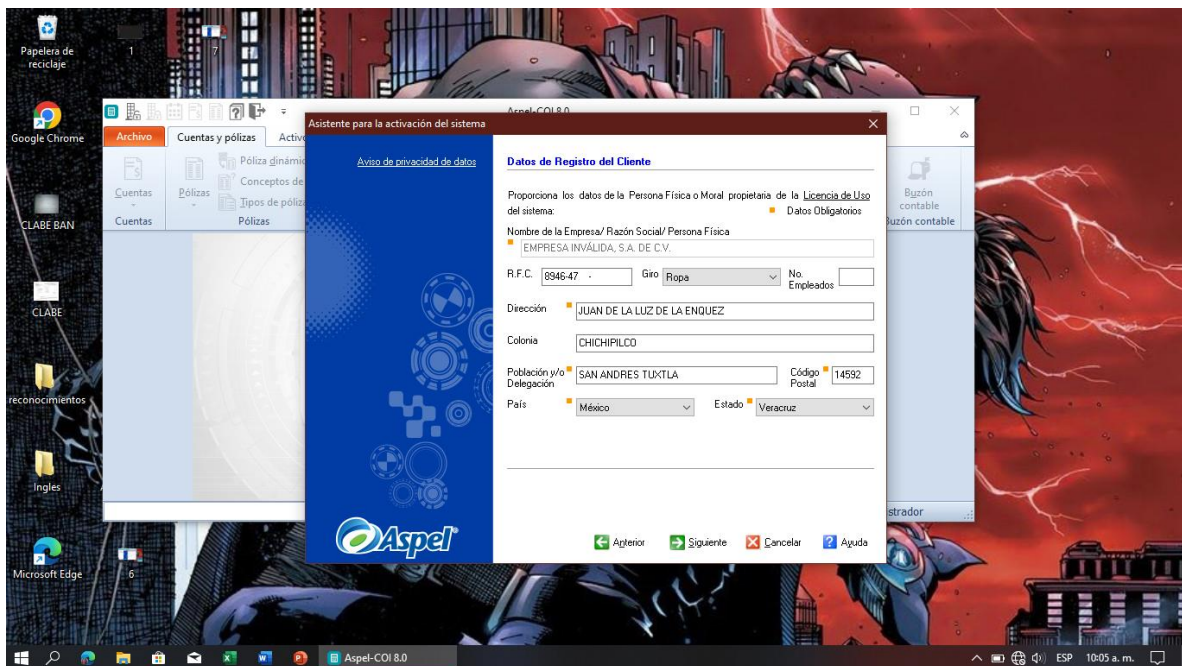 Papelera de
reciclaje
1
7
Google Chrome
CLABE BAN
CLABE
reconocimientos
Ingles
Microsoft Edge
6
Aspel-COI 8.0
Archivo
Cuentas y pólizas
Activo
Cuentas
Pólizas
Póliza dinámic
Conceptos de
Tipos de póliza
Cuentas
Pólizas
Buzón
contable
Buzón contable
strador
Asistente para la activación del sistema
Aviso de privacidad de datos
Aspel
Datos de Registro del Cliente
Proporciona los datos de la Persona Física o Moral propietaria de la Licencia de Uso
del sistema:
Datos Obligatorios
Nombre de la Empresa/ Razón Social/ Persona Física
EMPRESA INVÁLIDA, S.A. DE C.V.
R.F.C. 8946-47 - Giro Ropa No. Empleados
Dirección JUAN DE LA LUZ DE LA ENQUEZ
Colonia CHICHIPILCO
Población y/o Delegación SAN ANDRES TUXTLA Código Postal 14592
País México Estado Veracruz
Anterior Siguiente Cancelar Ayuda
Aspel-COI 8.0
ESP 10:05 a. m.